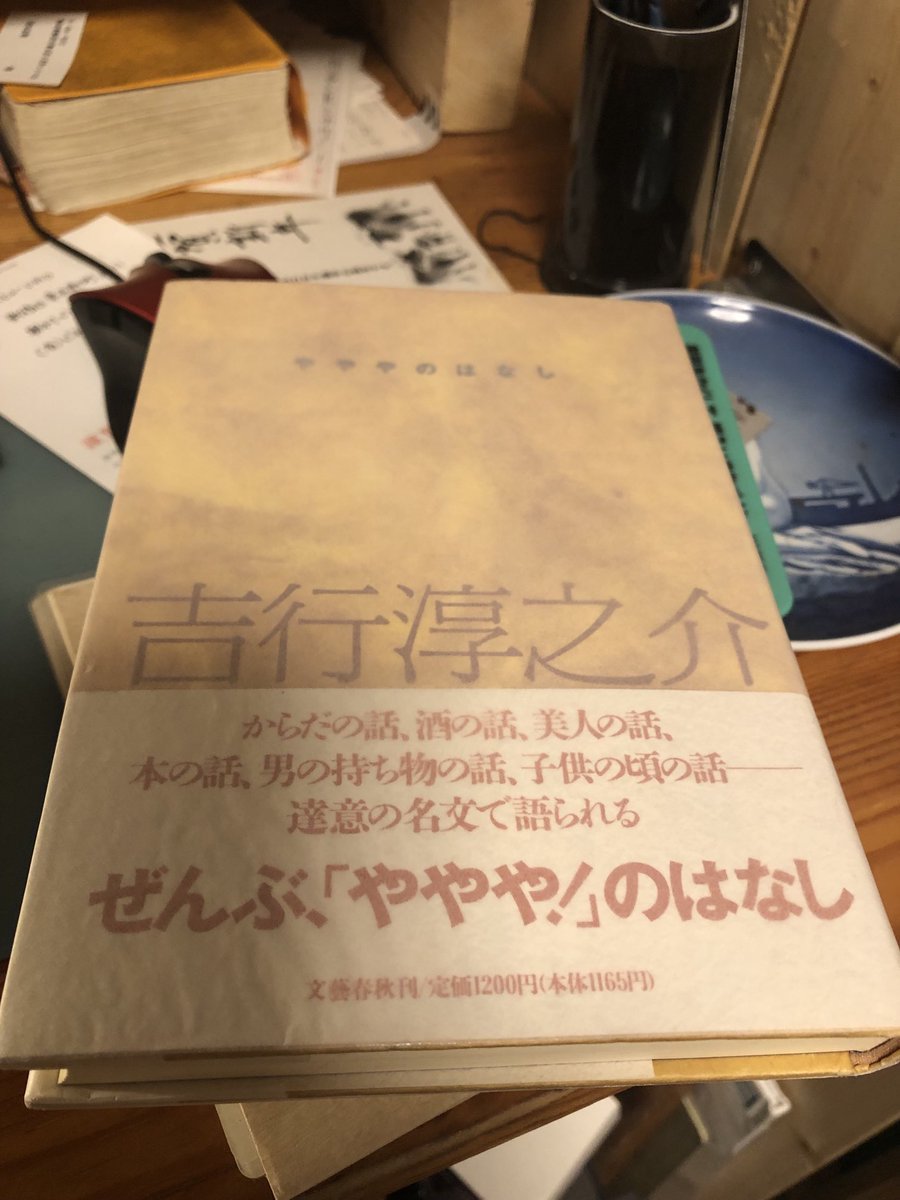 やややのはなし
吉行淳之介
からだの話、酒の話、美人の話、
本の話、男の持ち物の話、子供の頃の話――
達意の名文で語られる
ぜんぶ、「ややや!」のはなし
文藝春秋刊/定価1200円(本体1165円)